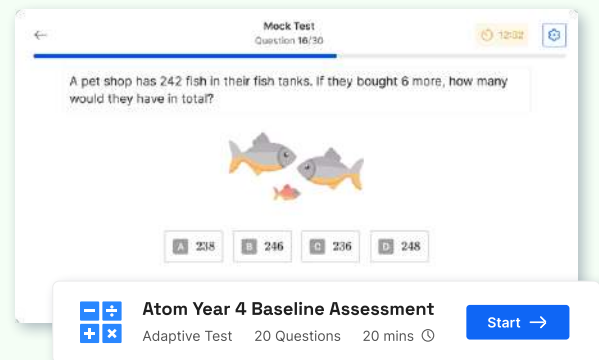 Mock Test
Question 16/30
12:32
A pet shop has 242 fish in their fish tanks. If they bought 6 more, how many
would they have in total?
A 238 B 246 C 236 D 248
Atom Year 4 Baseline Assessment
Adaptive Test 20 Questions 20 mins
Start